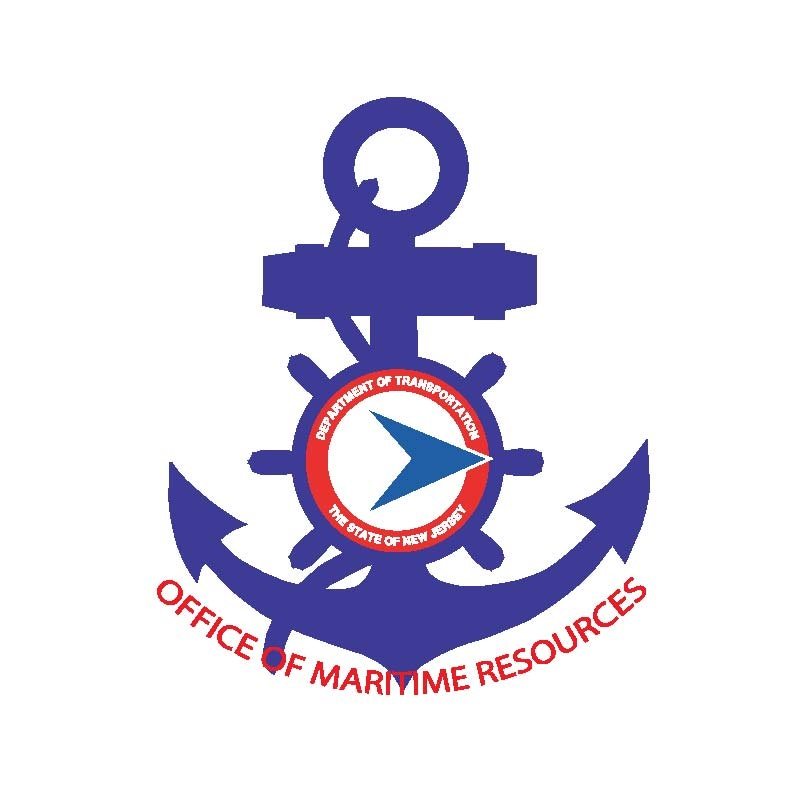 DEPARTMENT OF TRANSPORTATION
THE STATE OF NEW JERSEY
OFFICE OF MARITIME RESOURCES